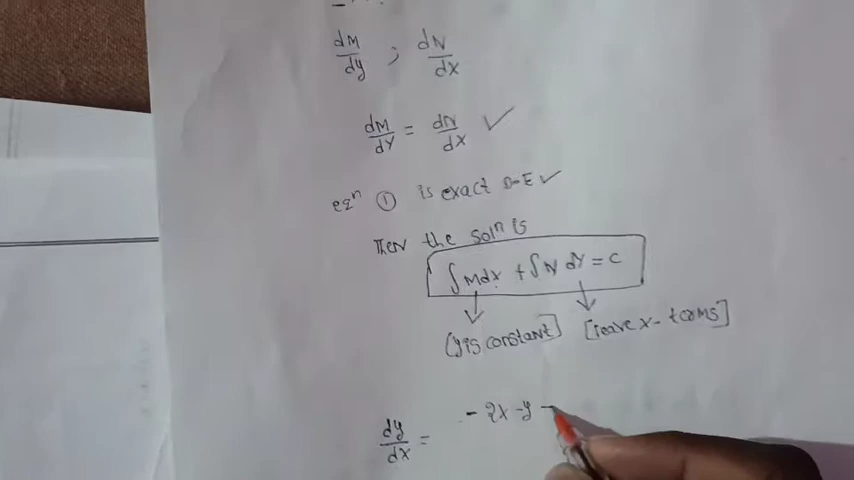 dM/dy ; dN/dx
dM/dy = dN/dx ✓
eqⁿ ① is exact D-E ✓
Then the solⁿ is
∫Mdx + ∫N dy = c
[y is constant] [leave x-terms]
dy/dx = - 2x - y -